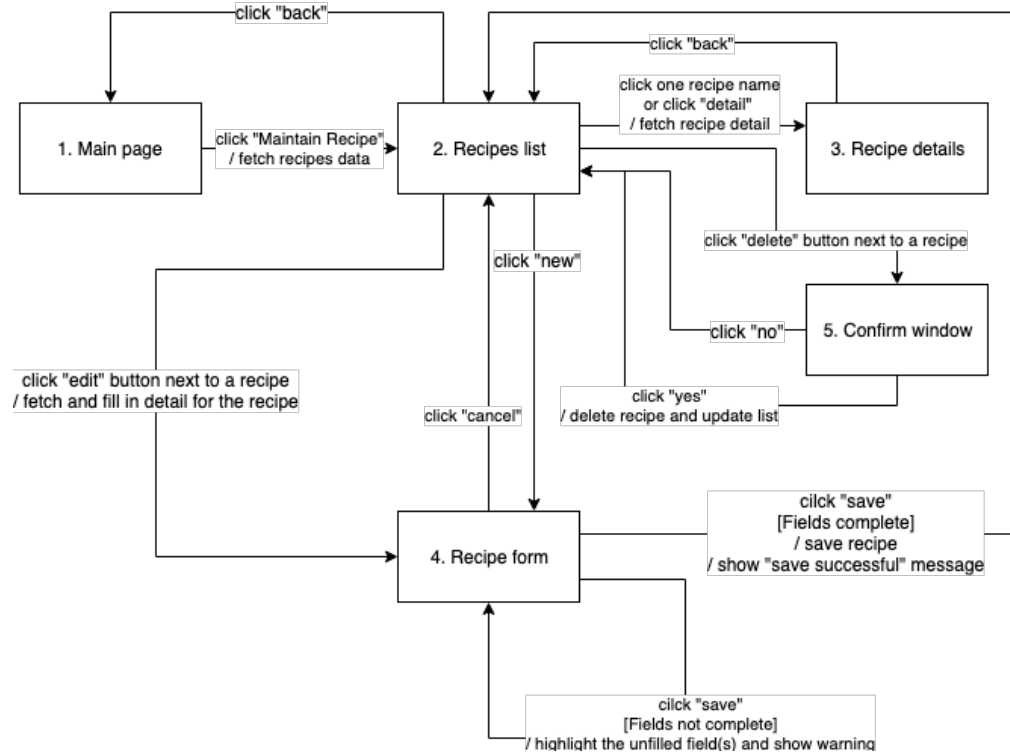 click "back"
click "back"
click one recipe name
or click "detail"
/ fetch recipe detail
1. Main page
click "Maintain Recipe"
/ fetch recipes data
2. Recipes list
3. Recipe details
click "delete" button next to a recipe
click "new"
click "no"
5. Confirm window
click "edit" button next to a recipe
/ fetch and fill in detail for the recipe
click "yes"
/ delete recipe and update list
click "cancel"
cilck "save"
[Fields complete]
/ save recipe
/ show "save successful" message
4. Recipe form
cilck "save"
[Fields not complete]
/ highlight the unfilled field(s) and show warning